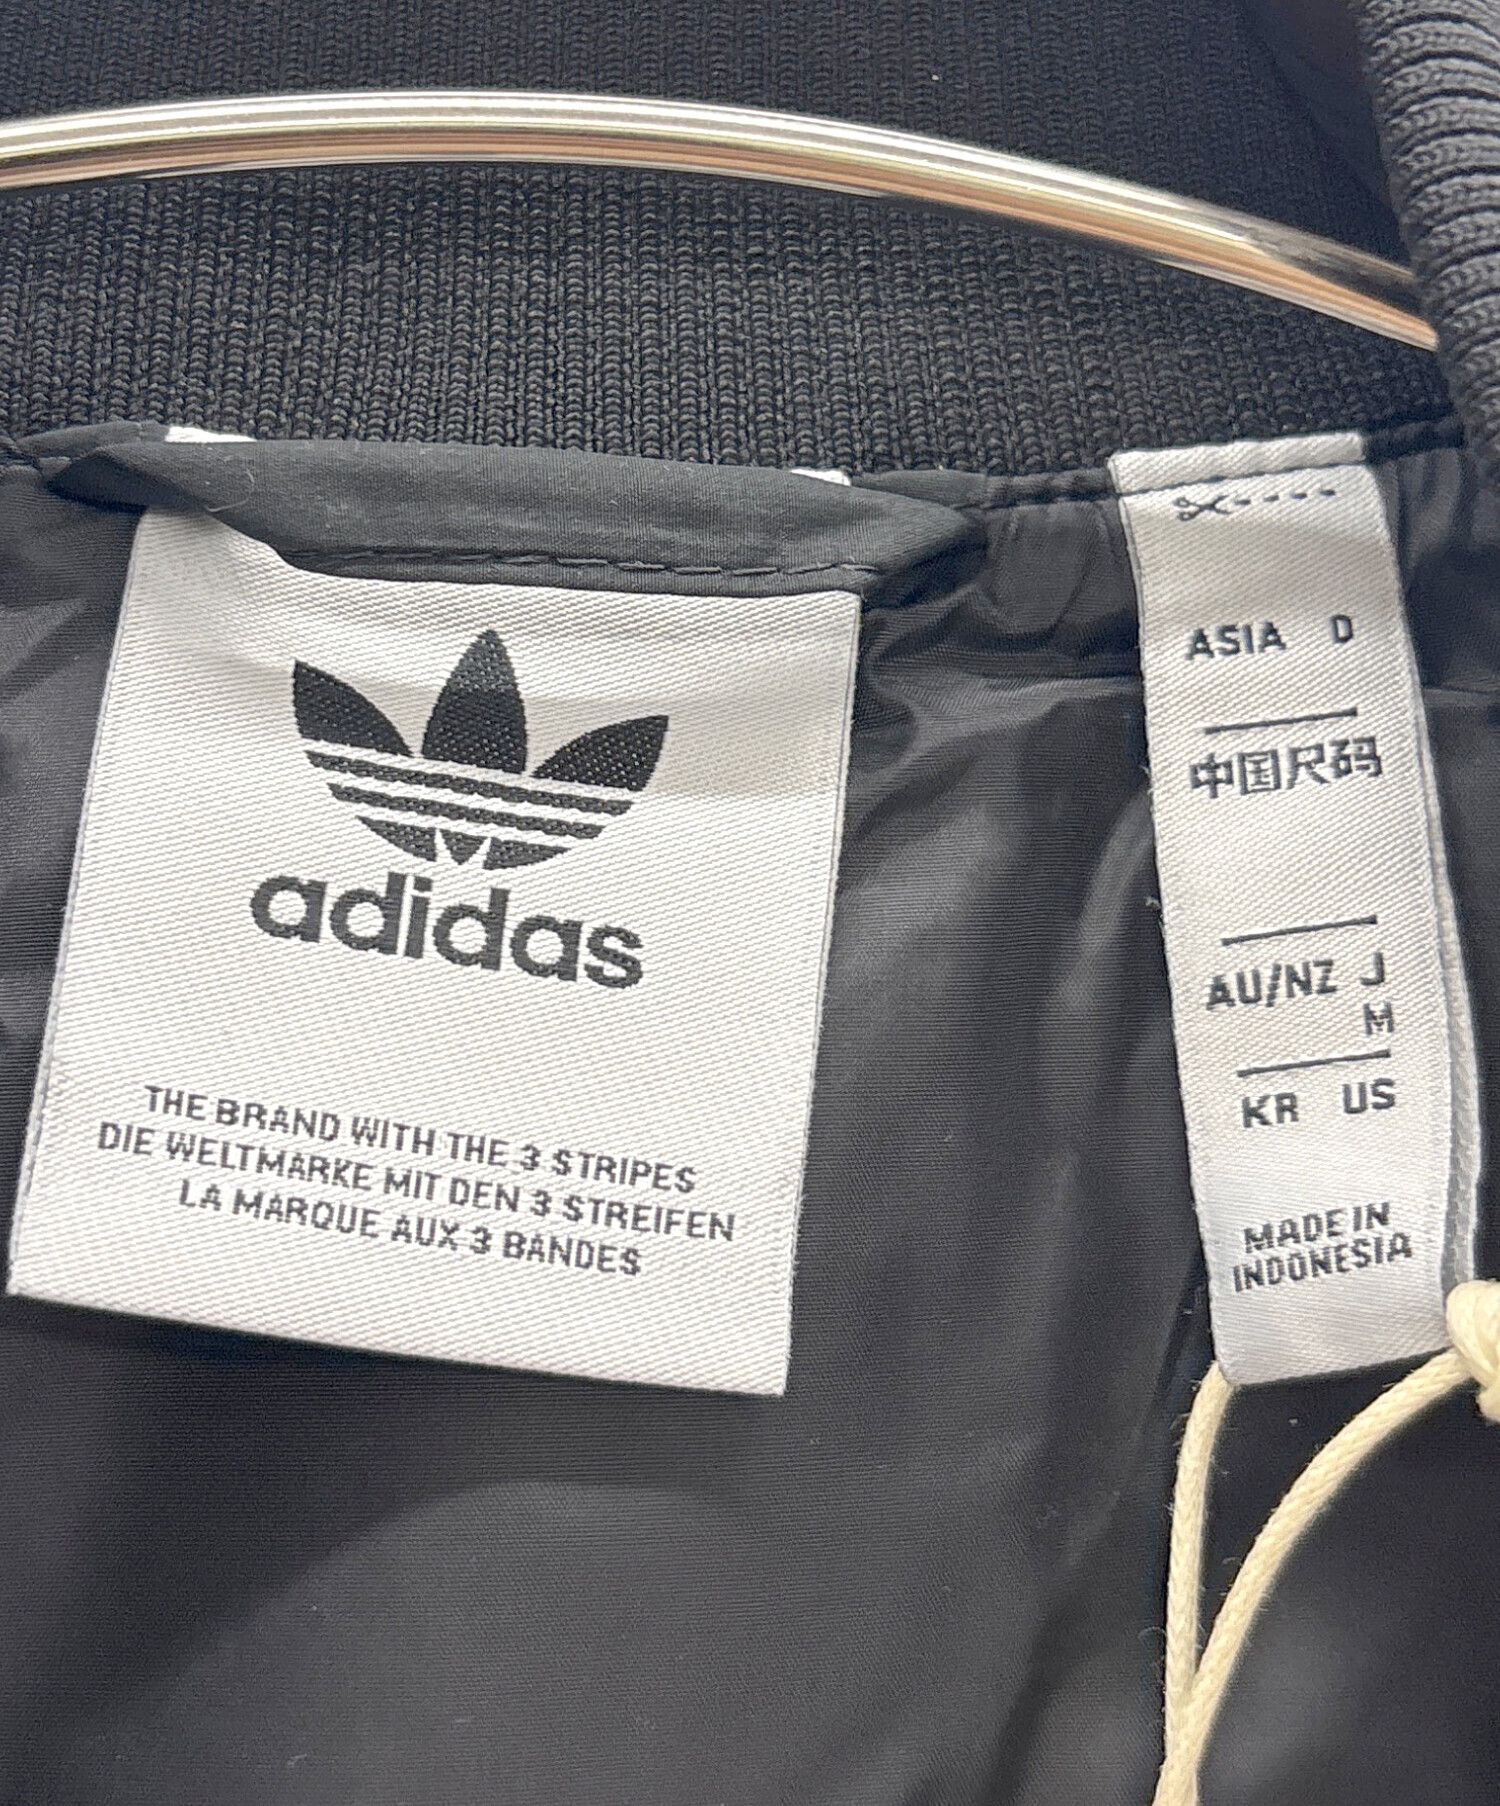 adidas
THE BRAND WITH THE 3 STRIPES
DIE WELTMARKE MIT DEN 3 STREIFEN
LA MARQUE AUX 3 BANDES
ASIA D
中国尺码
AU/NZ J
M
KR US
MADE IN
INDONESIA